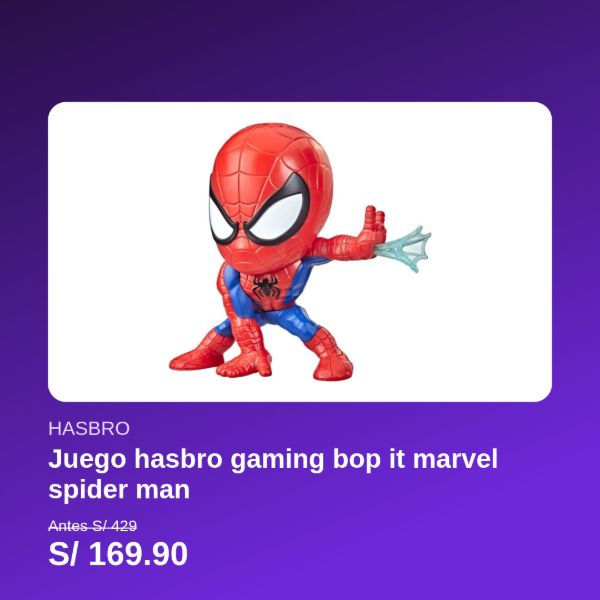 HASBRO
Juego hasbro gaming bop it marvel
spider man
Antes S/ 429
S/ 169.90